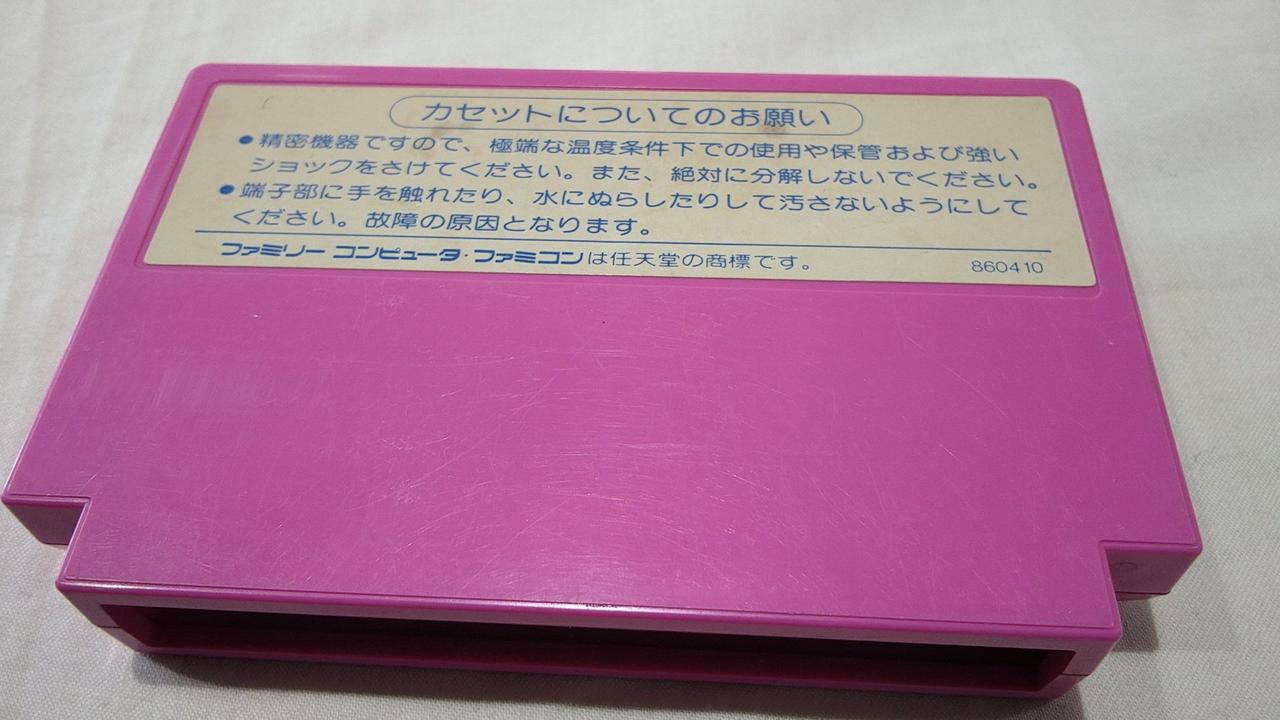 カセットについてのお願い
●精密機器ですので、極端な温度条件下での使用や保管および強い
ショックをさけてください。また、絶対に分解しないでください。
●端子部に手を触れたり、水にぬらしたりして汚さないようにして
ください。故障の原因となります。
ファミリー コンピュータ・ファミコンは任天堂の商標です。 860410